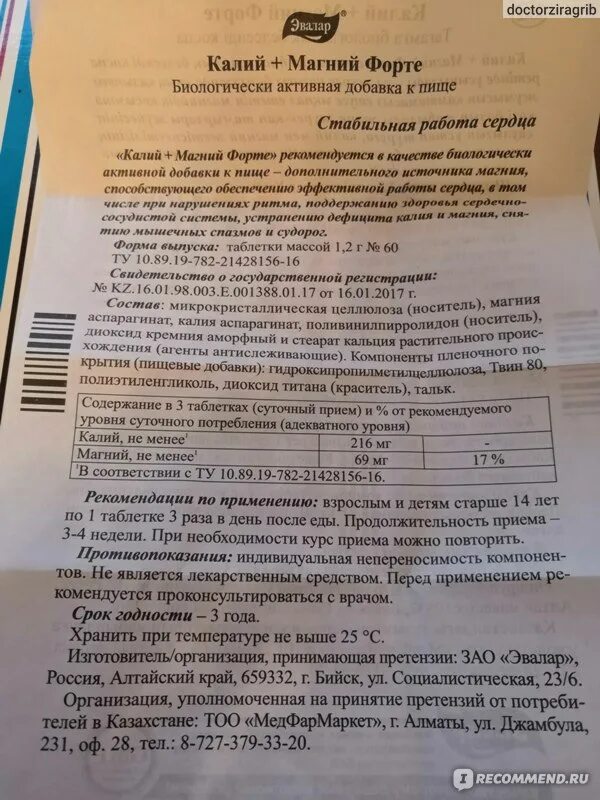 doctorziragrib
Эвалар
Калий + Магний Форте
Биологически активная добавка к пище
Стабильная работа сердца
«Калий + Магний Форте» рекомендуется в качестве биологически
активной добавки к пище – дополнительного источника магния,
способствующего обеспечению эффективной работы сердца, в том
числе при нарушениях ритма, поддержанию здоровья сердечно-
сосудистой системы, устранению дефицита калия и магния, сня-
тию мышечных спазмов и судорог.
Форма выпуска: таблетки массой 1,2 г № 60
ТУ 10.89.19-782-21428156-16
Свидетельство о государственной регистрации:
№ KZ.16.01.98.003.Е.001388.01.17 от 16.01.2017 г.
Состав: микрокристаллическая целлюлоза (носитель), магния
аспарагинат, калия аспарагинат, поливинилпирролидон (носитель),
диоксид кремния аморфный и стеарат кальция растительного проис-
хождения (агенты антислеживающие). Компоненты пленочного по-
крытия (пищевые добавки): гидроксипропилметилцеллюлоза, Твин 80,
полиэтиленгликоль, диоксид титана (краситель), тальк.
Содержание в 3 таблетках (суточный прием) и % от рекомендуемого
уровня суточного потребления (адекватного уровня)
Калий, не менее¹ 216 мг -
Магний, не менее¹ 69 мг 17 %
¹В соответствии с ТУ 10.89.19-782-21428156-16.
Рекомендации по применению: взрослым и детям старше 14 лет
по 1 таблетке 3 раза в день после еды. Продолжительность приема –
3-4 недели. При необходимости курс приема можно повторить.
Противопоказания: индивидуальная непереносимость компонен-
тов. Не является лекарственным средством. Перед применением ре-
комендуется проконсультироваться с врачом.
Срок годности – 3 года.
Хранить при температуре не выше 25 °C.
Изготовитель/организация, принимающая претензии: ЗАО «Эвалар»,
Россия, Алтайский край, 659332, г. Бийск, ул. Социалистическая, 23/6.
Организация, уполномоченная на принятие претензий от потреби-
телей в Казахстане: ТОО «МедФарМаркет», г. Алматы, ул. Джамбула,
231, оф. 28, тел.: 8-727-379-33-20.
IRECOMMEND.RU